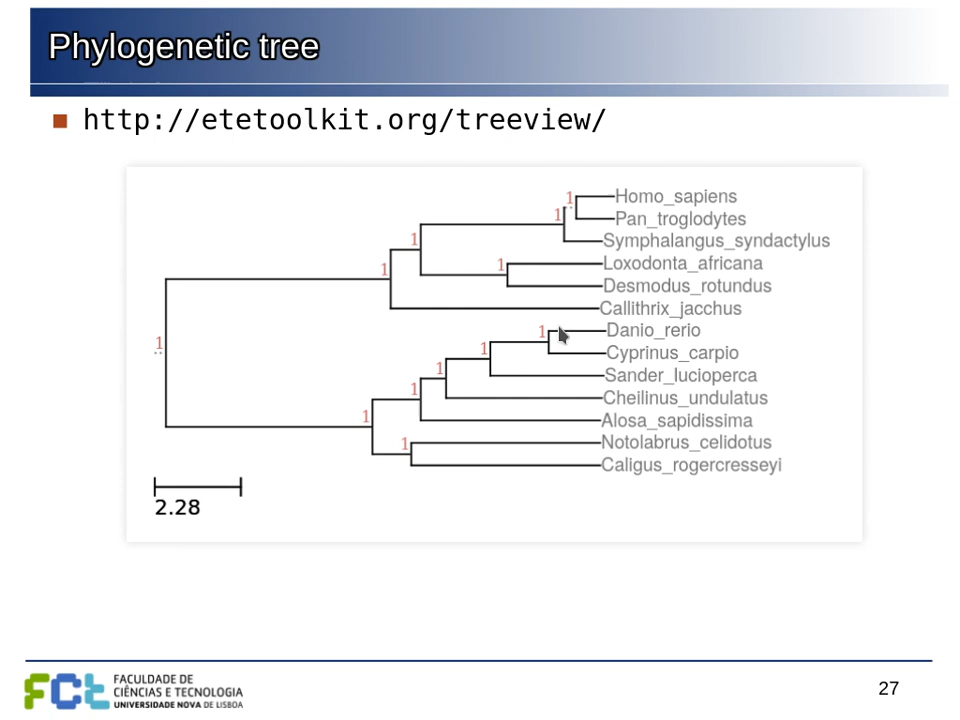 Phylogenetic tree
http://etetoolkit.org/treeview/
1
Homo_sapiens
1
Pan_troglodytes
1
Symphalangus_syndactylus
1
1
Loxodonta_africana
Desmodus_rotundus
Callithrix_jacchus
1
1
Danio_rerio
1
Cyprinus_carpio
1
Sander_lucioperca
1
Cheilinus_undulatus
1
Alosa_sapidissima
1
Notolabrus_celidotus
Caligus_rogercresseyi
2.28
FCt
FACULDADE DE
CIÊNCIAS E TECNOLOGIA
UNIVERSIDADE NOVA DE LISBOA
27